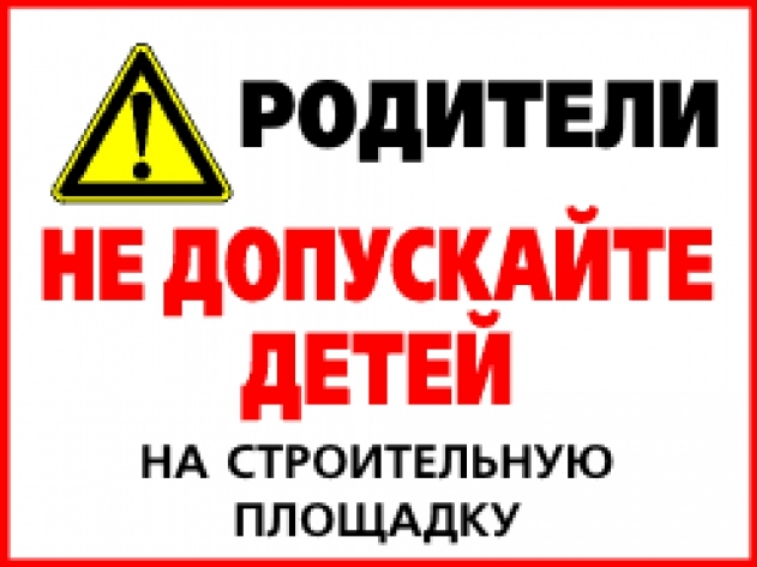 РОДИТЕЛИ
НЕ ДОПУСКАЙТЕ
ДЕТЕЙ
НА СТРОИТЕЛЬНУЮ
ПЛОЩАДКУ